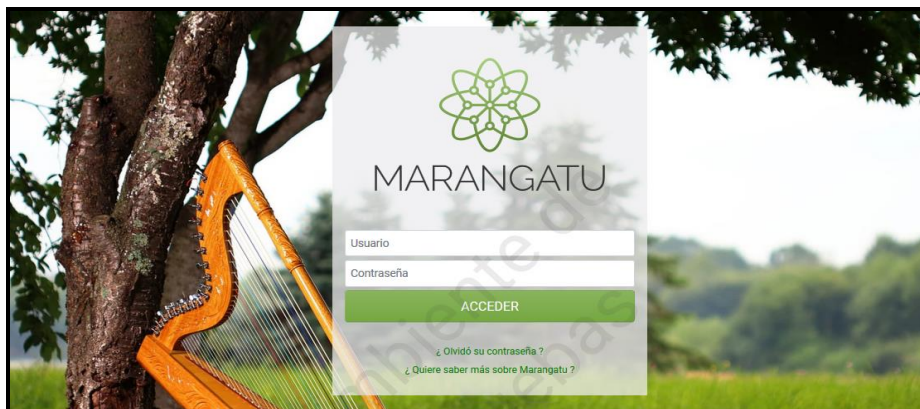 MARANGATU
Usuario
Contraseña
ACCEDER
¿ Olvidó su contraseña ?
¿ Quiere saber más sobre Marangatu ?